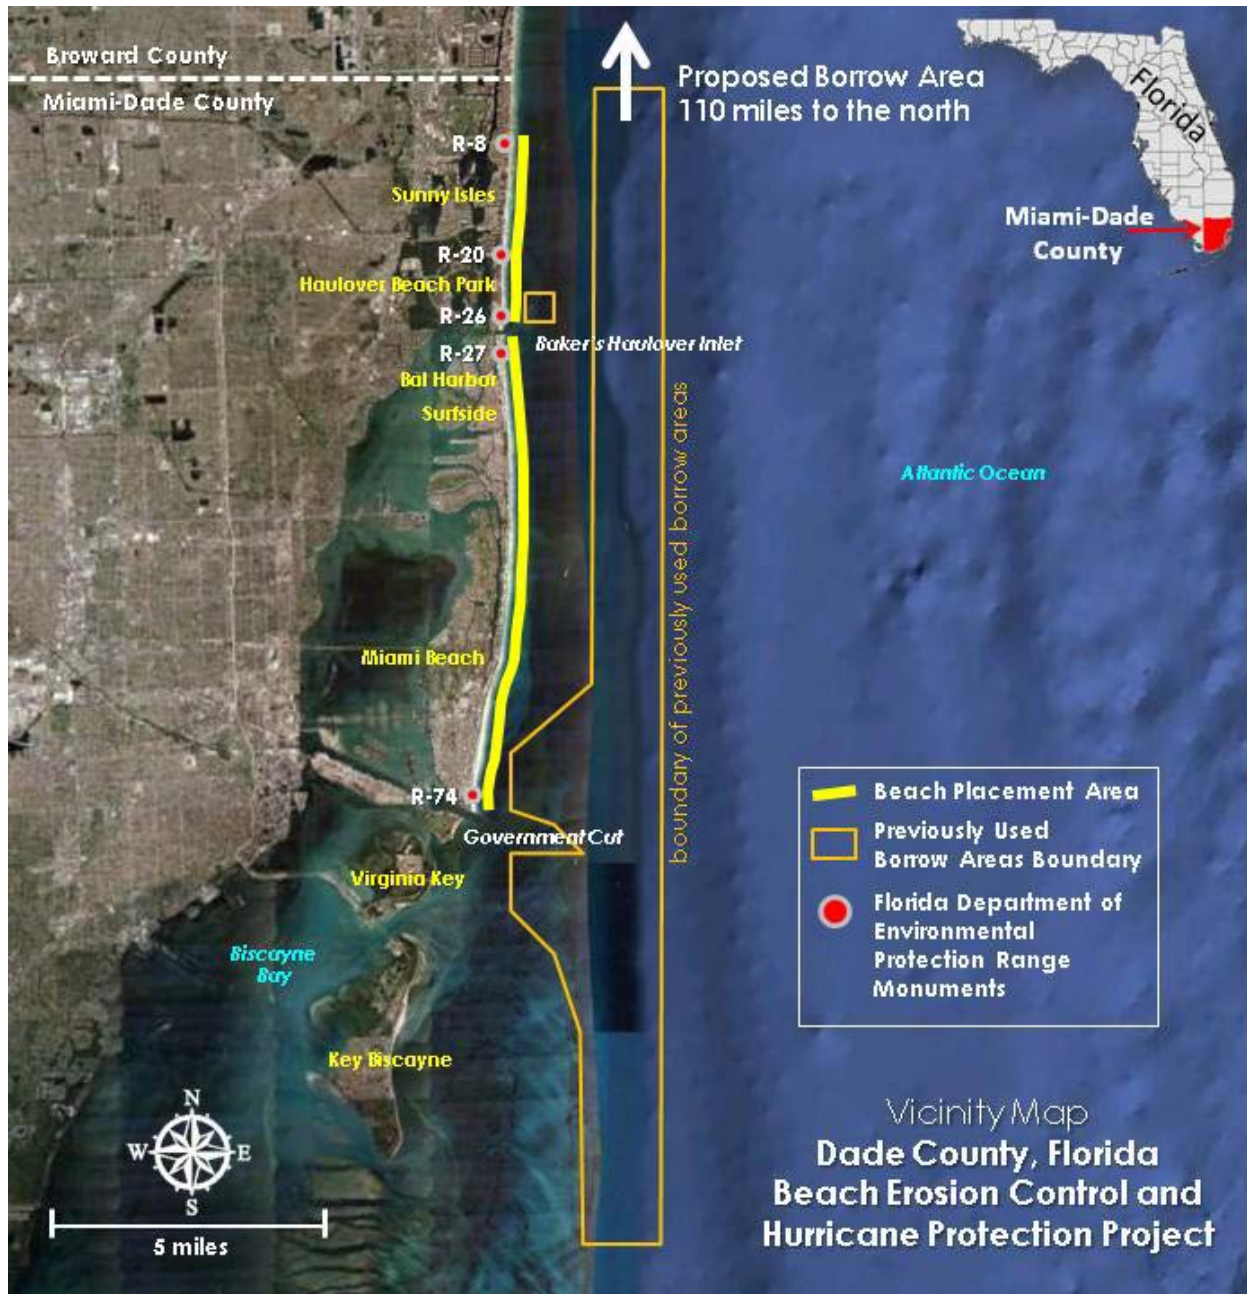 Broward County
Miami-Dade County
Proposed Borrow Area
110 miles to the north
Florida
Miami-Dade
County
R-8
Sunny Isles
R-20
Haulover Beach Park
R-26
Baker's Haulover Inlet
R-27
Bal Harbor
Surfside
boundary of previously used borrow areas
Atlantic Ocean
Miami Beach
R-74
Government Cut
Virginia Key
Biscayne
Bay
Key Biscayne
Beach Placement Area
Previously Used
Borrow Areas Boundary
Florida Department of
Environmental
Protection Range
Monuments
N
W
E
S
5 miles
Vicinity Map
Dade County, Florida
Beach Erosion Control and
Hurricane Protection Project